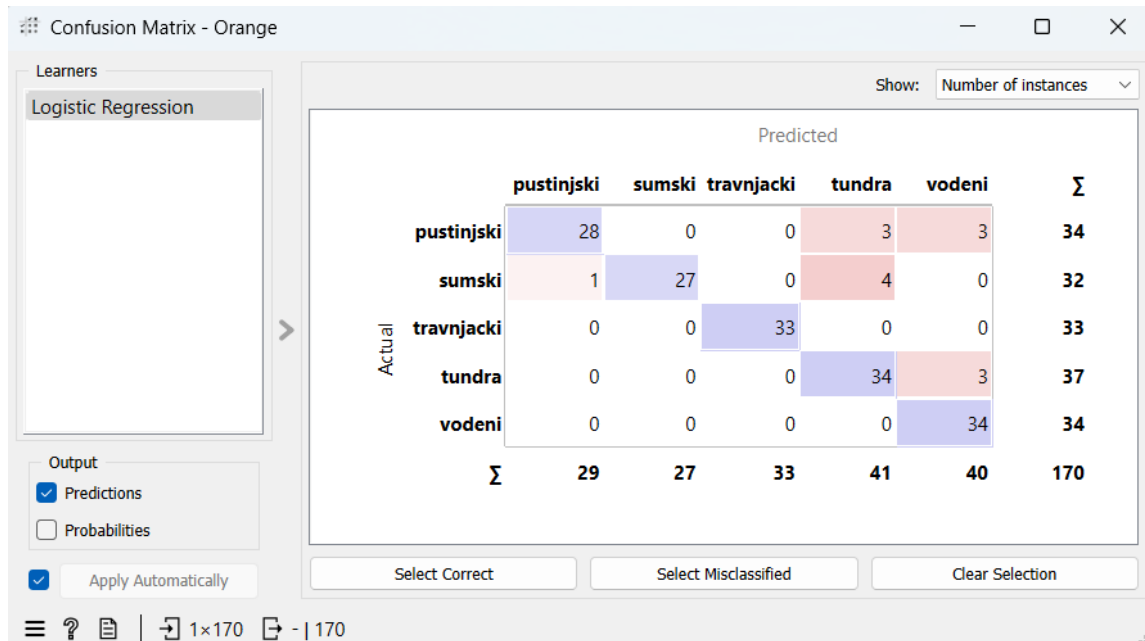 Confusion Matrix - Orange
Learners
Logistic Regression
Show: Number of instances
Predicted
pustinjski sumski travnjacki tundra vodeni Σ
pustinjski 28 0 0 3 3 34
sumski 1 27 0 4 0 32
Actual
travnjacki 0 0 33 0 0 33
tundra 0 0 0 34 3 37
vodeni 0 0 0 0 34 34
Σ 29 27 33 41 40 170
Output
Predictions
Probabilities
Apply Automatically
Select Correct Select Misclassified Clear Selection
1×170 - | 170